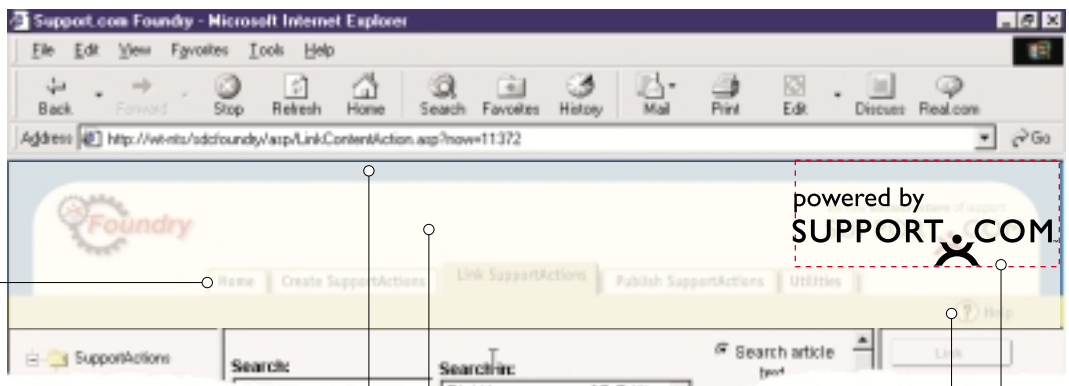 Support.com Foundry - Microsoft Internet Explorer
File Edit View Favorites Tools Help
Back Forward Stop Refresh Home Search Favorites History Mail Print Edit Discuss Real.com
Address http://wt-nts/sdcfoundry/asp/LinkContentAction.asp?now=11372 Go
powered by
SUPPORT.COM
Foundry
Home Create SupportActions Link SupportActions Publish SupportActions Utilities
? Help
SupportActions Search: Search in: Search article text Link